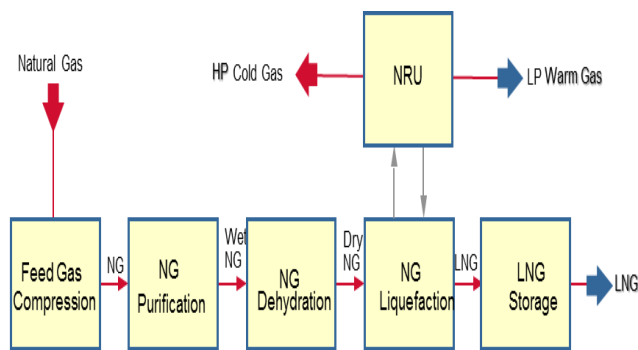 Natural Gas
HP Cold Gas
NRU
LP Warm Gas
Feed Gas
Compression
NG
NG
Purification
Wet
NG
NG
Dehydration
Dry
NG
NG
Liquefaction
LNG
LNG
Storage
LNG